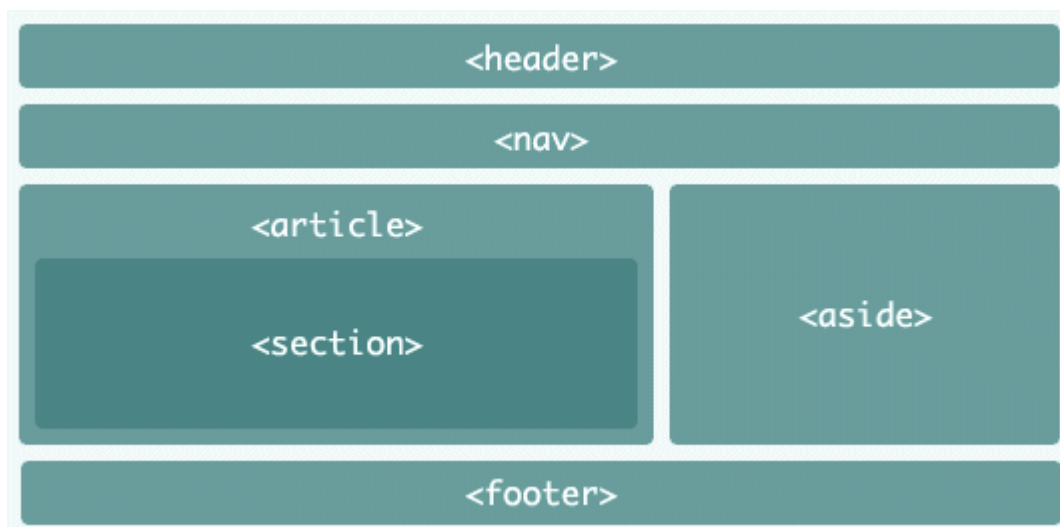 <header>
<nav>
<article>
<section>
<aside>
<footer>